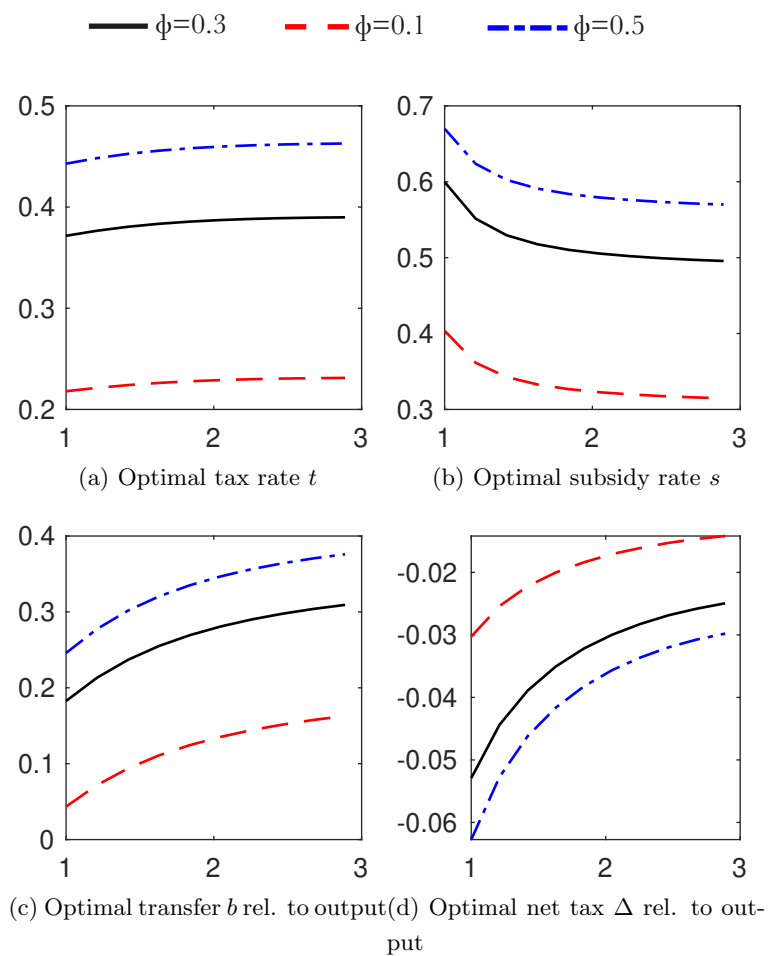 ϕ=0.3 ϕ=0.1 ϕ=0.5
0.5
0.4
0.3
0.2
1 2 3
(a) Optimal tax rate t
0.7
0.6
0.5
0.4
0.3
1 2 3
(b) Optimal subsidy rate s
0.4
0.3
0.2
0.1
0
1 2 3
(c) Optimal transfer b rel. to output
-0.02
-0.03
-0.04
-0.05
-0.06
1 2 3
(d) Optimal net tax Δ rel. to out-
put